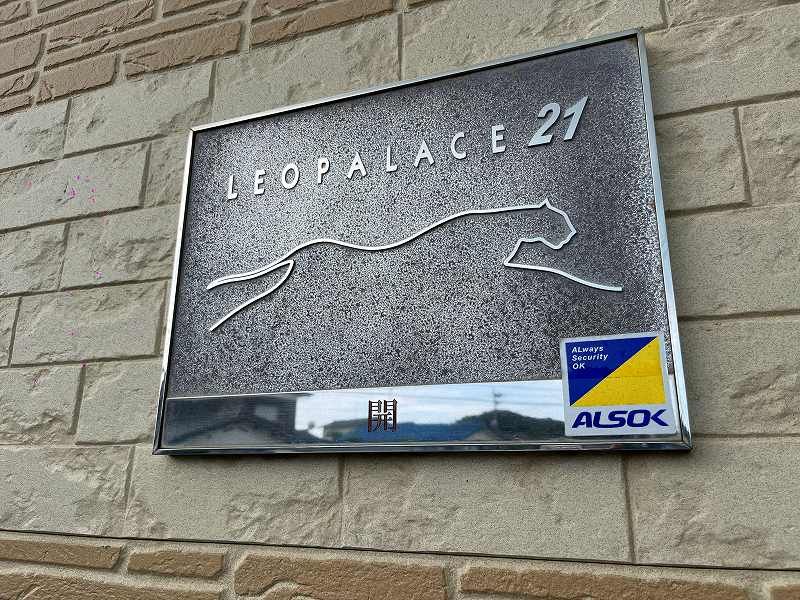 LEOPALACE 21
ALways
Security
OK
ALSOK
開